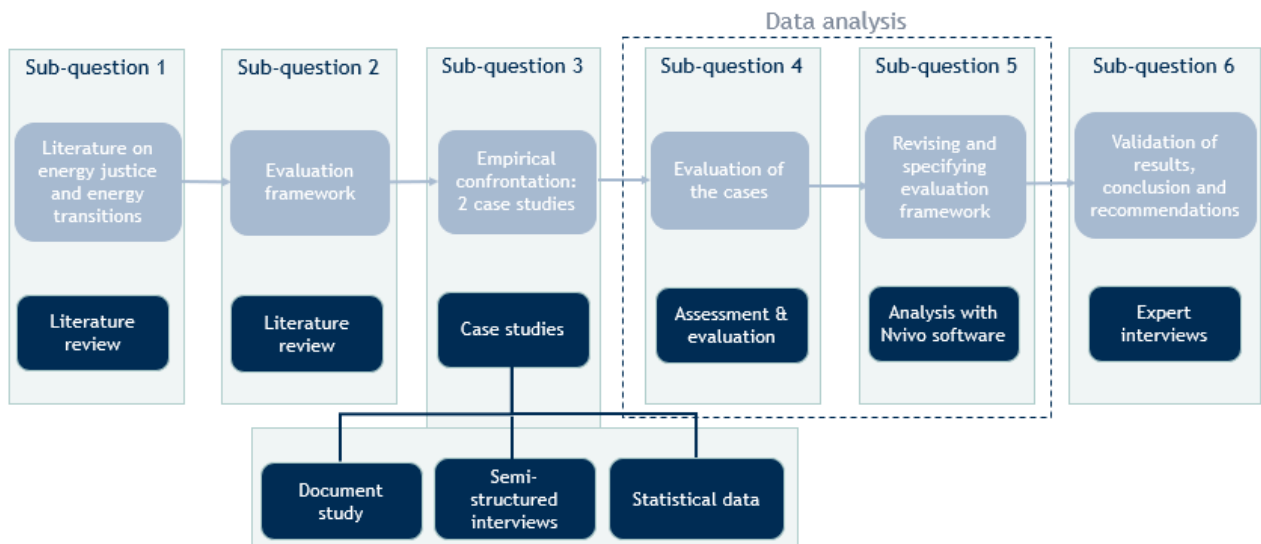 Data analysis
Sub-question 1
Sub-question 2
Sub-question 3
Sub-question 4
Sub-question 5
Sub-question 6
Literature on
energy justice
and energy
transitions
Evaluation
framework
Empirical
confrontation:
2 case studies
Evaluation of
the cases
Revising and
specifying
evaluation
framework
Validation of
results,
conclusion and
recommendations
Literature
review
Literature
review
Case studies
Assessment &
evaluation
Analysis with
Nvivo software
Expert
interviews
Document
study
Semi-
structured
interviews
Statistical data